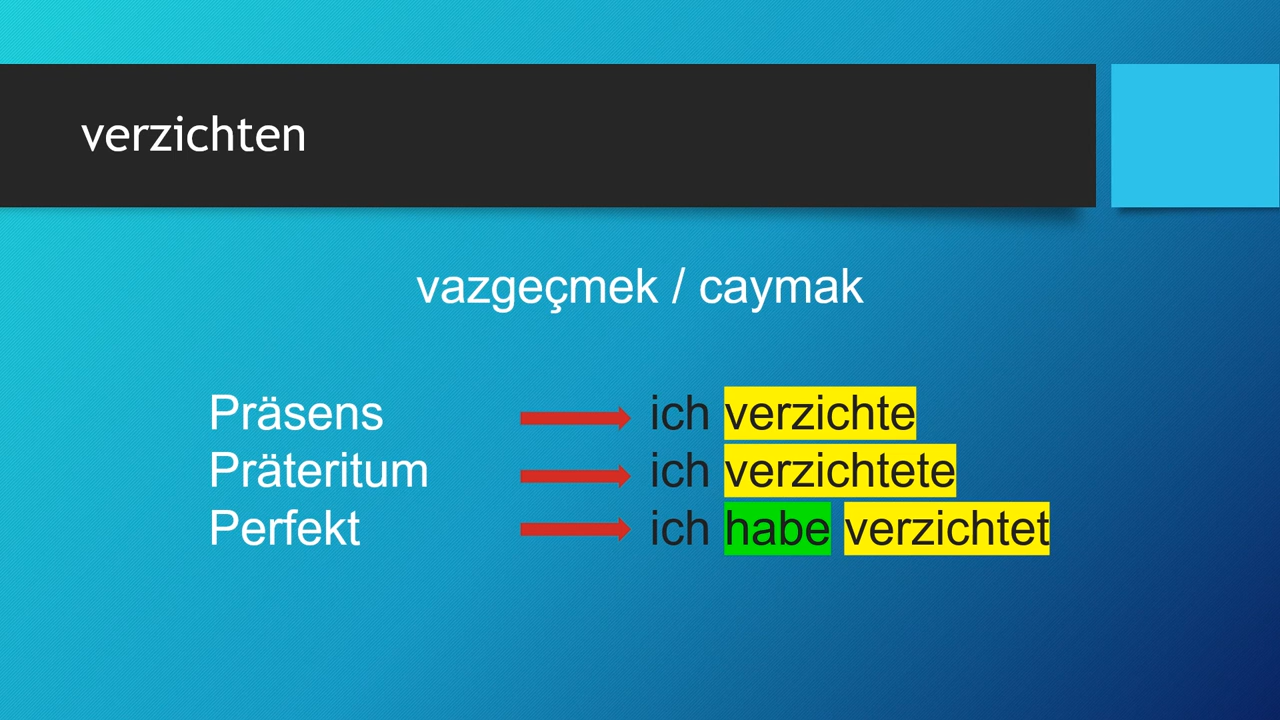 verzichten
vazgeçmek / caymak
Präsens ich verzichte
Präteritum ich verzichtete
Perfekt ich habe verzichtet